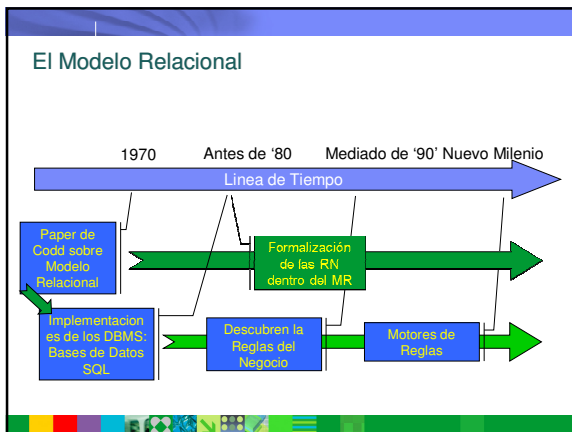 El Modelo Relacional
1970
Antes de ‘80
Mediado de ‘90’ Nuevo Milenio
Linea de Tiempo
Paper de
Codd sobre
Modelo
Relacional
Formalización
de las RN
dentro del MR
Implementacion
es de los DBMS:
Bases de Datos
SQL
Descubren la
Reglas del
Negocio
Motores de
Reglas